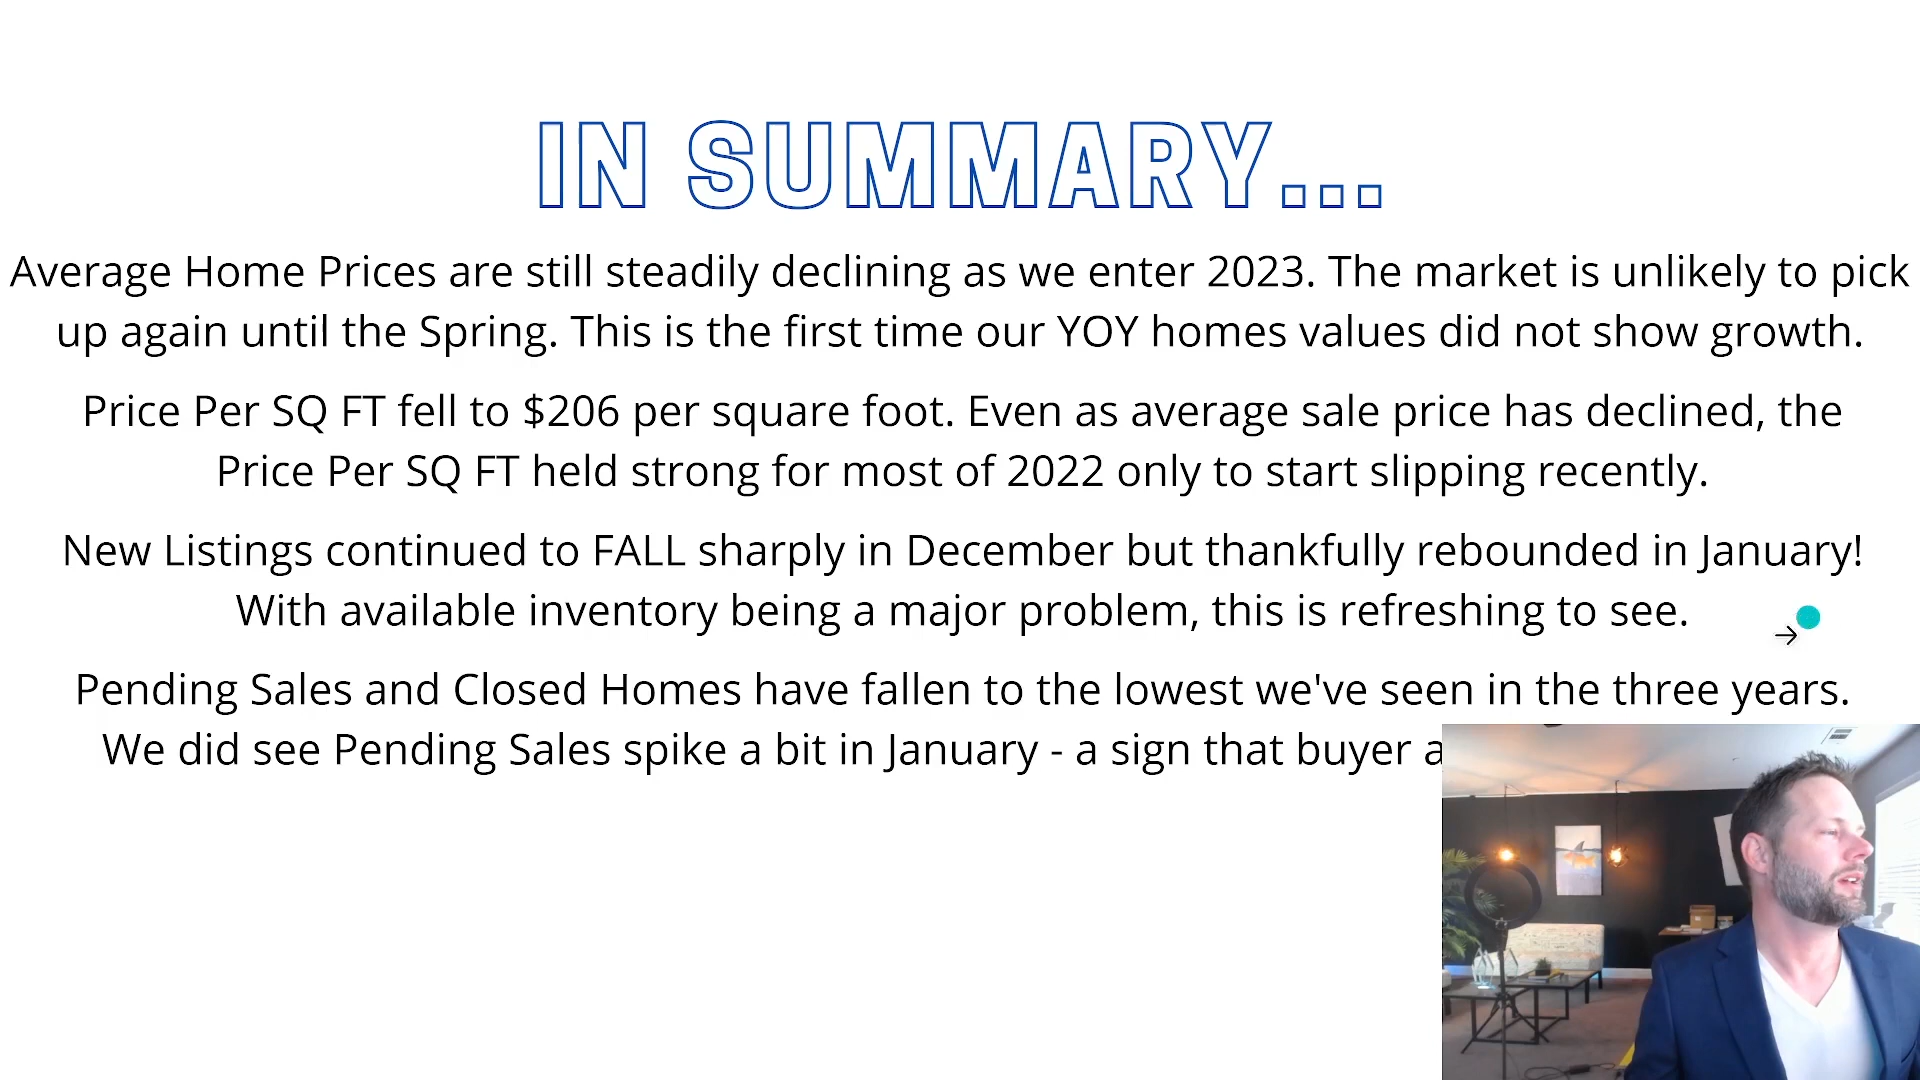 IN SUMMARY...
Average Home Prices are still steadily declining as we enter 2023. The market is unlikely to pick
up again until the Spring. This is the first time our YOY homes values did not show growth.
Price Per SQ FT fell to $206 per square foot. Even as average sale price has declined, the
Price Per SQ FT held strong for most of 2022 only to start slipping recently.
New Listings continued to FALL sharply in December but thankfully rebounded in January!
With available inventory being a major problem, this is refreshing to see.
Pending Sales and Closed Homes have fallen to the lowest we've seen in the three years.
We did see Pending Sales spike a bit in January - a sign that buyer